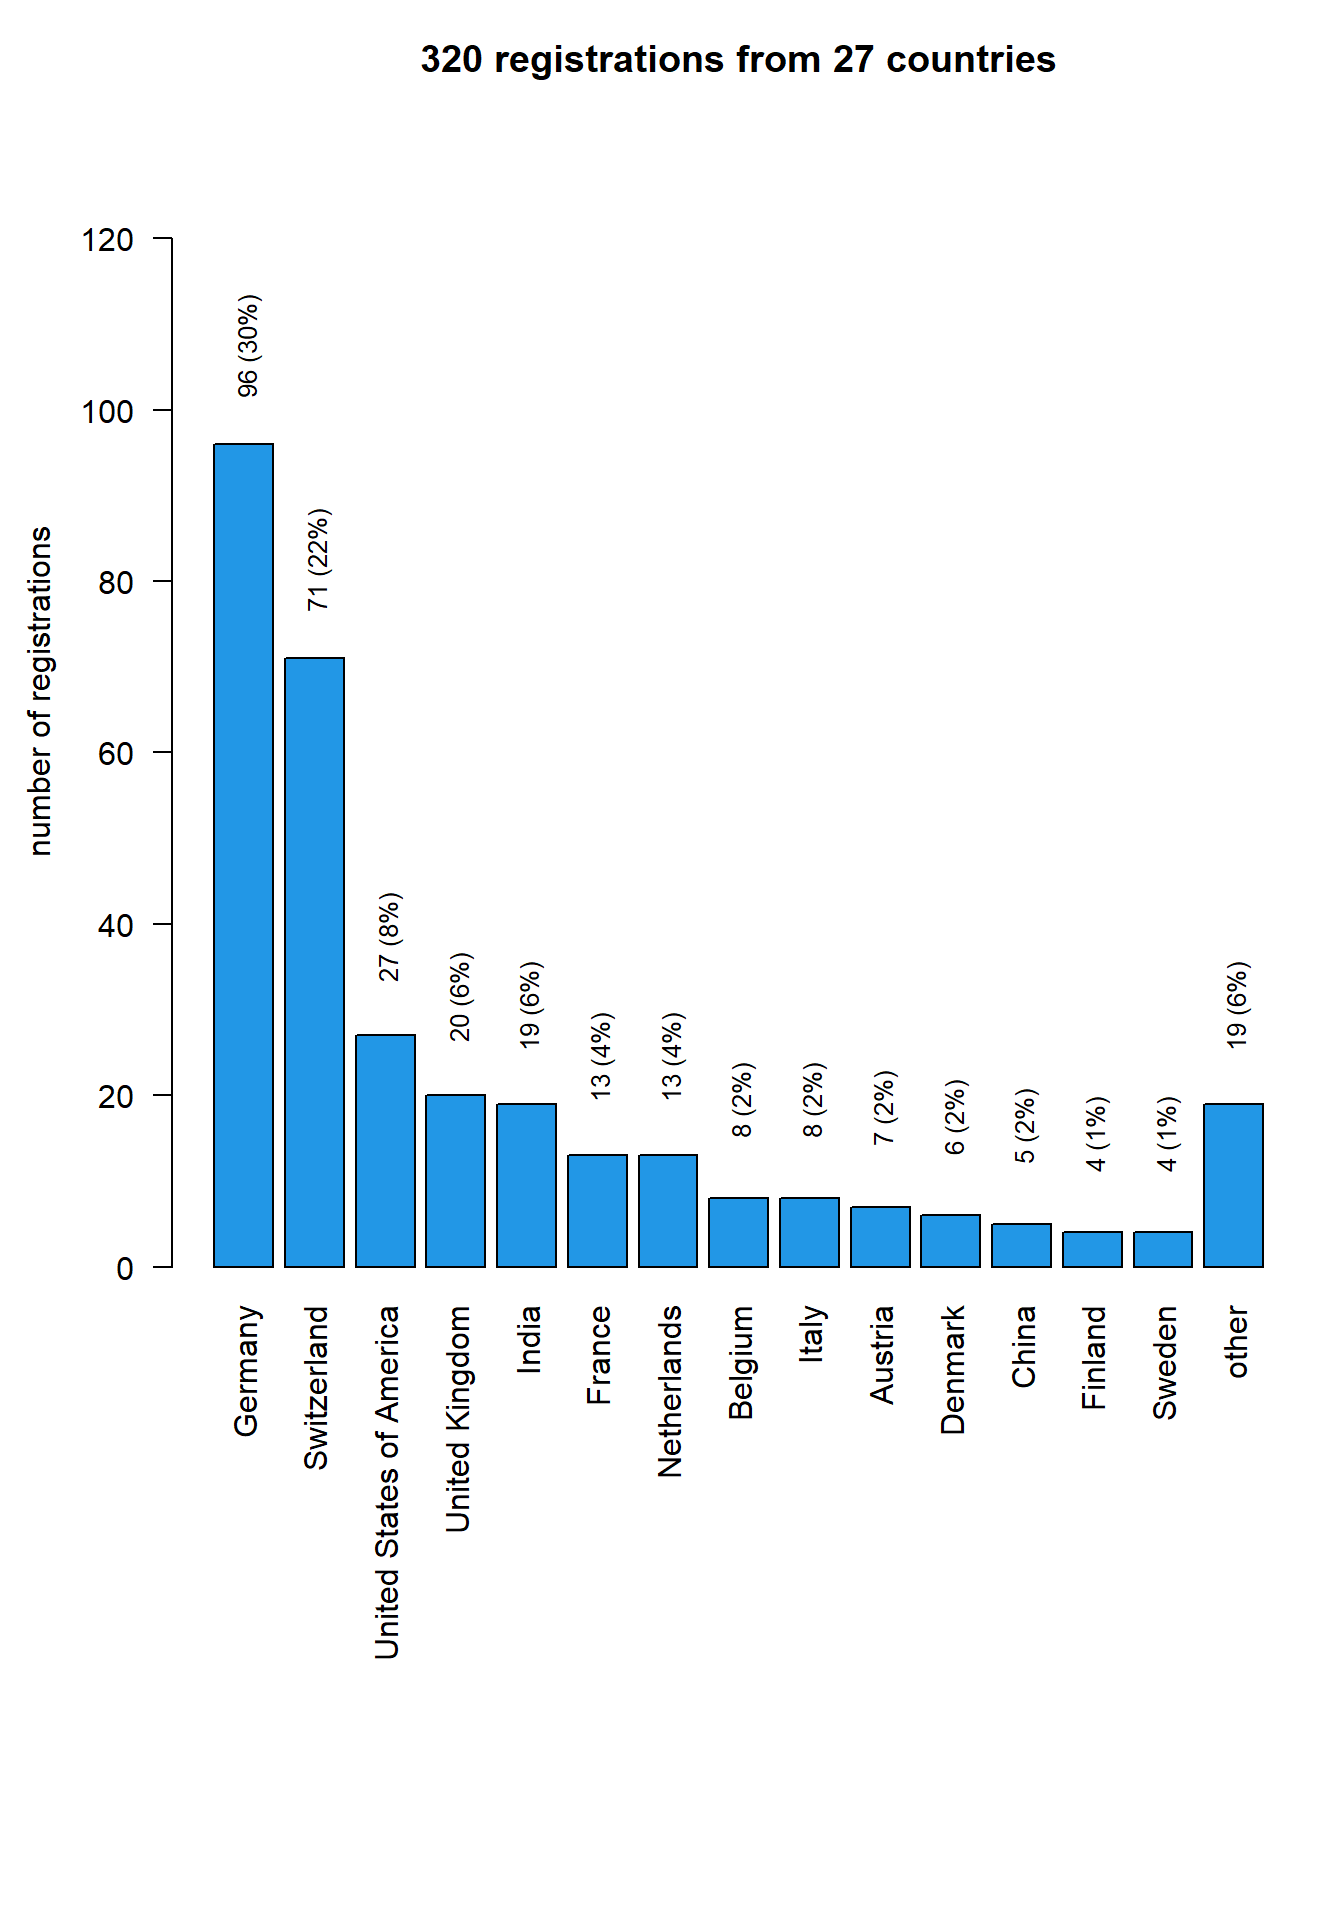 320 registrations from 27 countries
number of registrations
120
100
80
60
40
20
0
96 (30%)
71 (22%)
27 (8%)
20 (6%)
19 (6%)
13 (4%)
13 (4%)
8 (2%)
8 (2%)
7 (2%)
6 (2%)
5 (2%)
4 (1%)
4 (1%)
19 (6%)
Germany
Switzerland
United States of America
United Kingdom
India
France
Netherlands
Belgium
Italy
Austria
Denmark
China
Finland
Sweden
other